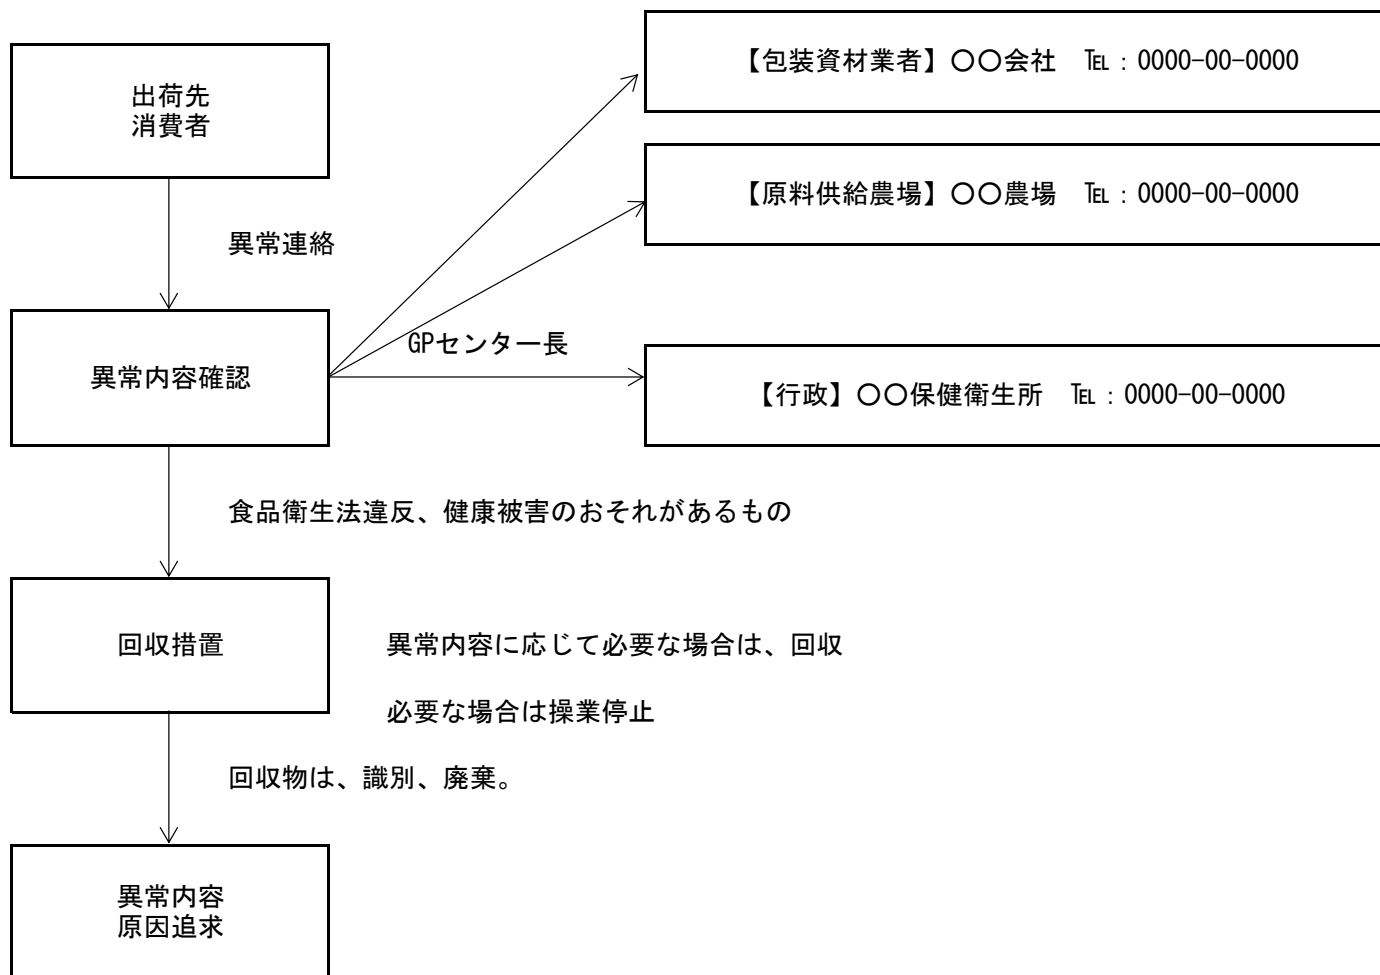 【包装資材業者】〇〇会社　℡：0000-00-0000
出荷先
消費者
【原料供給農場】〇〇農場　℡：0000-00-0000
異常連絡
GPセンター長
異常内容確認
【行政】〇〇保健衛生所　℡：0000-00-0000
食品衛生法違反、健康被害のおそれがあるもの
回収措置
異常内容に応じて必要な場合は、回収
必要な場合は操業停止
回収物は、識別、廃棄。
異常内容
原因追求